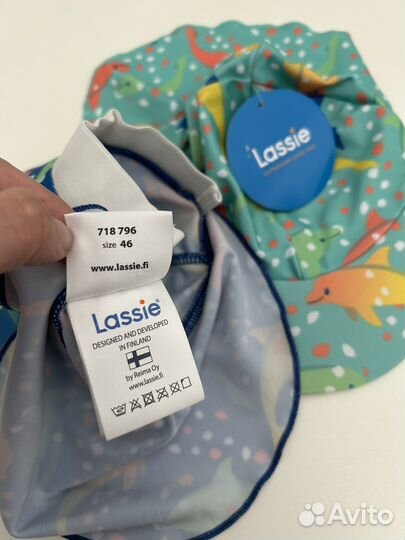 Lassie
718 796
size 46
www.lassie.fi
Lassie
DESIGNED AND DEVELOPED
IN FINLAND
by Reima Oy
www.lassie.fi
Avito